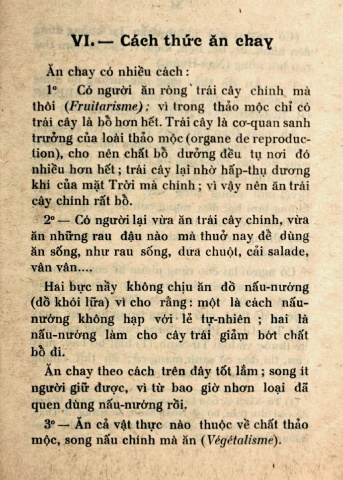 VI.— Cách thức ăn chay
Ăn chay có nhiều cách :
1º Có người ăn ròng trái cây chính mà
thôi (Fruitarisme); vì trong thảo mộc chỉ có
trái cây là bổ hơn hết. Trái cây là cơ-quan sanh
trưởng của loài thảo mộc (organe de reproduc-
tion), cho nên chất bổ dưởng đều tụ nơi đó
nhiều hơn hết ; trái cây lại nhờ hấp-thụ dương
khí của mặt Trời mà chính ; vì vậy nên ăn trái
cây chính rất bổ.
2º — Có người lại vừa ăn trái cây chính, vừa
ăn những rau đậu nào mà thuở nay để dùng
ăn sống, như rau sống, dưa chuột, cải salade,
vân vân....
Hai bực nầy không chịu ăn đồ nấu-nướng
(đồ khói lữa) vì cho rằng : một là cách nấu-
nướng không hạp với lẻ tự-nhiên ; hai là
nấu-nướng làm cho cây trái giảm bớt chất
bổ đi.
Ăn chay theo cách trên đây tốt lắm ; song ít
người giữ được, vì từ bao giờ nhơn loại đã
quen dùng nấu-nướng rồi.
3º — Ăn cả vật thực nào thuộc về chất thảo
mộc, song nấu chính mà ăn (Végétalisme).